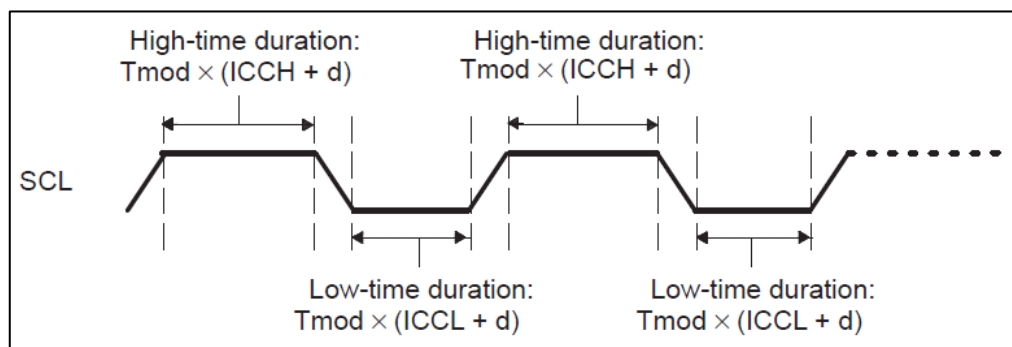 High-time duration:
Tmod × (ICCH + d)
High-time duration:
Tmod × (ICCH + d)
SCL
Low-time duration:
Tmod × (ICCL + d)
Low-time duration:
Tmod × (ICCL + d)